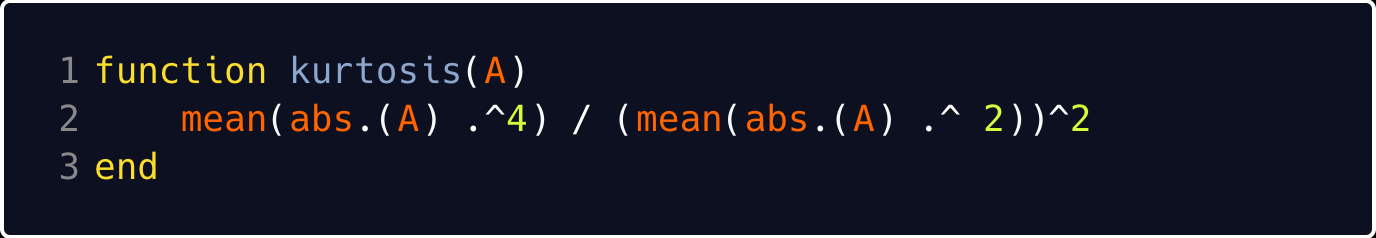 1 function kurtosis(A)
2     mean(abs.(A) .^4) / (mean(abs.(A) .^ 2))^2
3 end